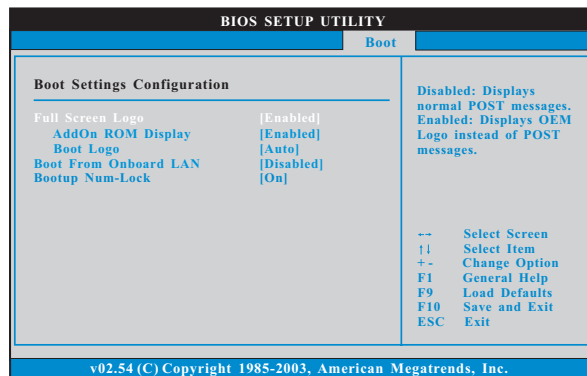 BIOS SETUP UTILITY
Boot
Boot Settings Configuration
Full Screen Logo [Enabled]
AddOn ROM Display [Enabled]
Boot Logo [Auto]
Boot From Onboard LAN [Disabled]
Bootup Num-Lock [On]
Disabled: Displays
normal POST messages.
Enabled: Displays OEM
Logo instead of POST
messages.
←→ Select Screen
↑↓ Select Item
+ - Change Option
F1 General Help
F9 Load Defaults
F10 Save and Exit
ESC Exit
v02.54 (C) Copyright 1985-2003, American Megatrends, Inc.